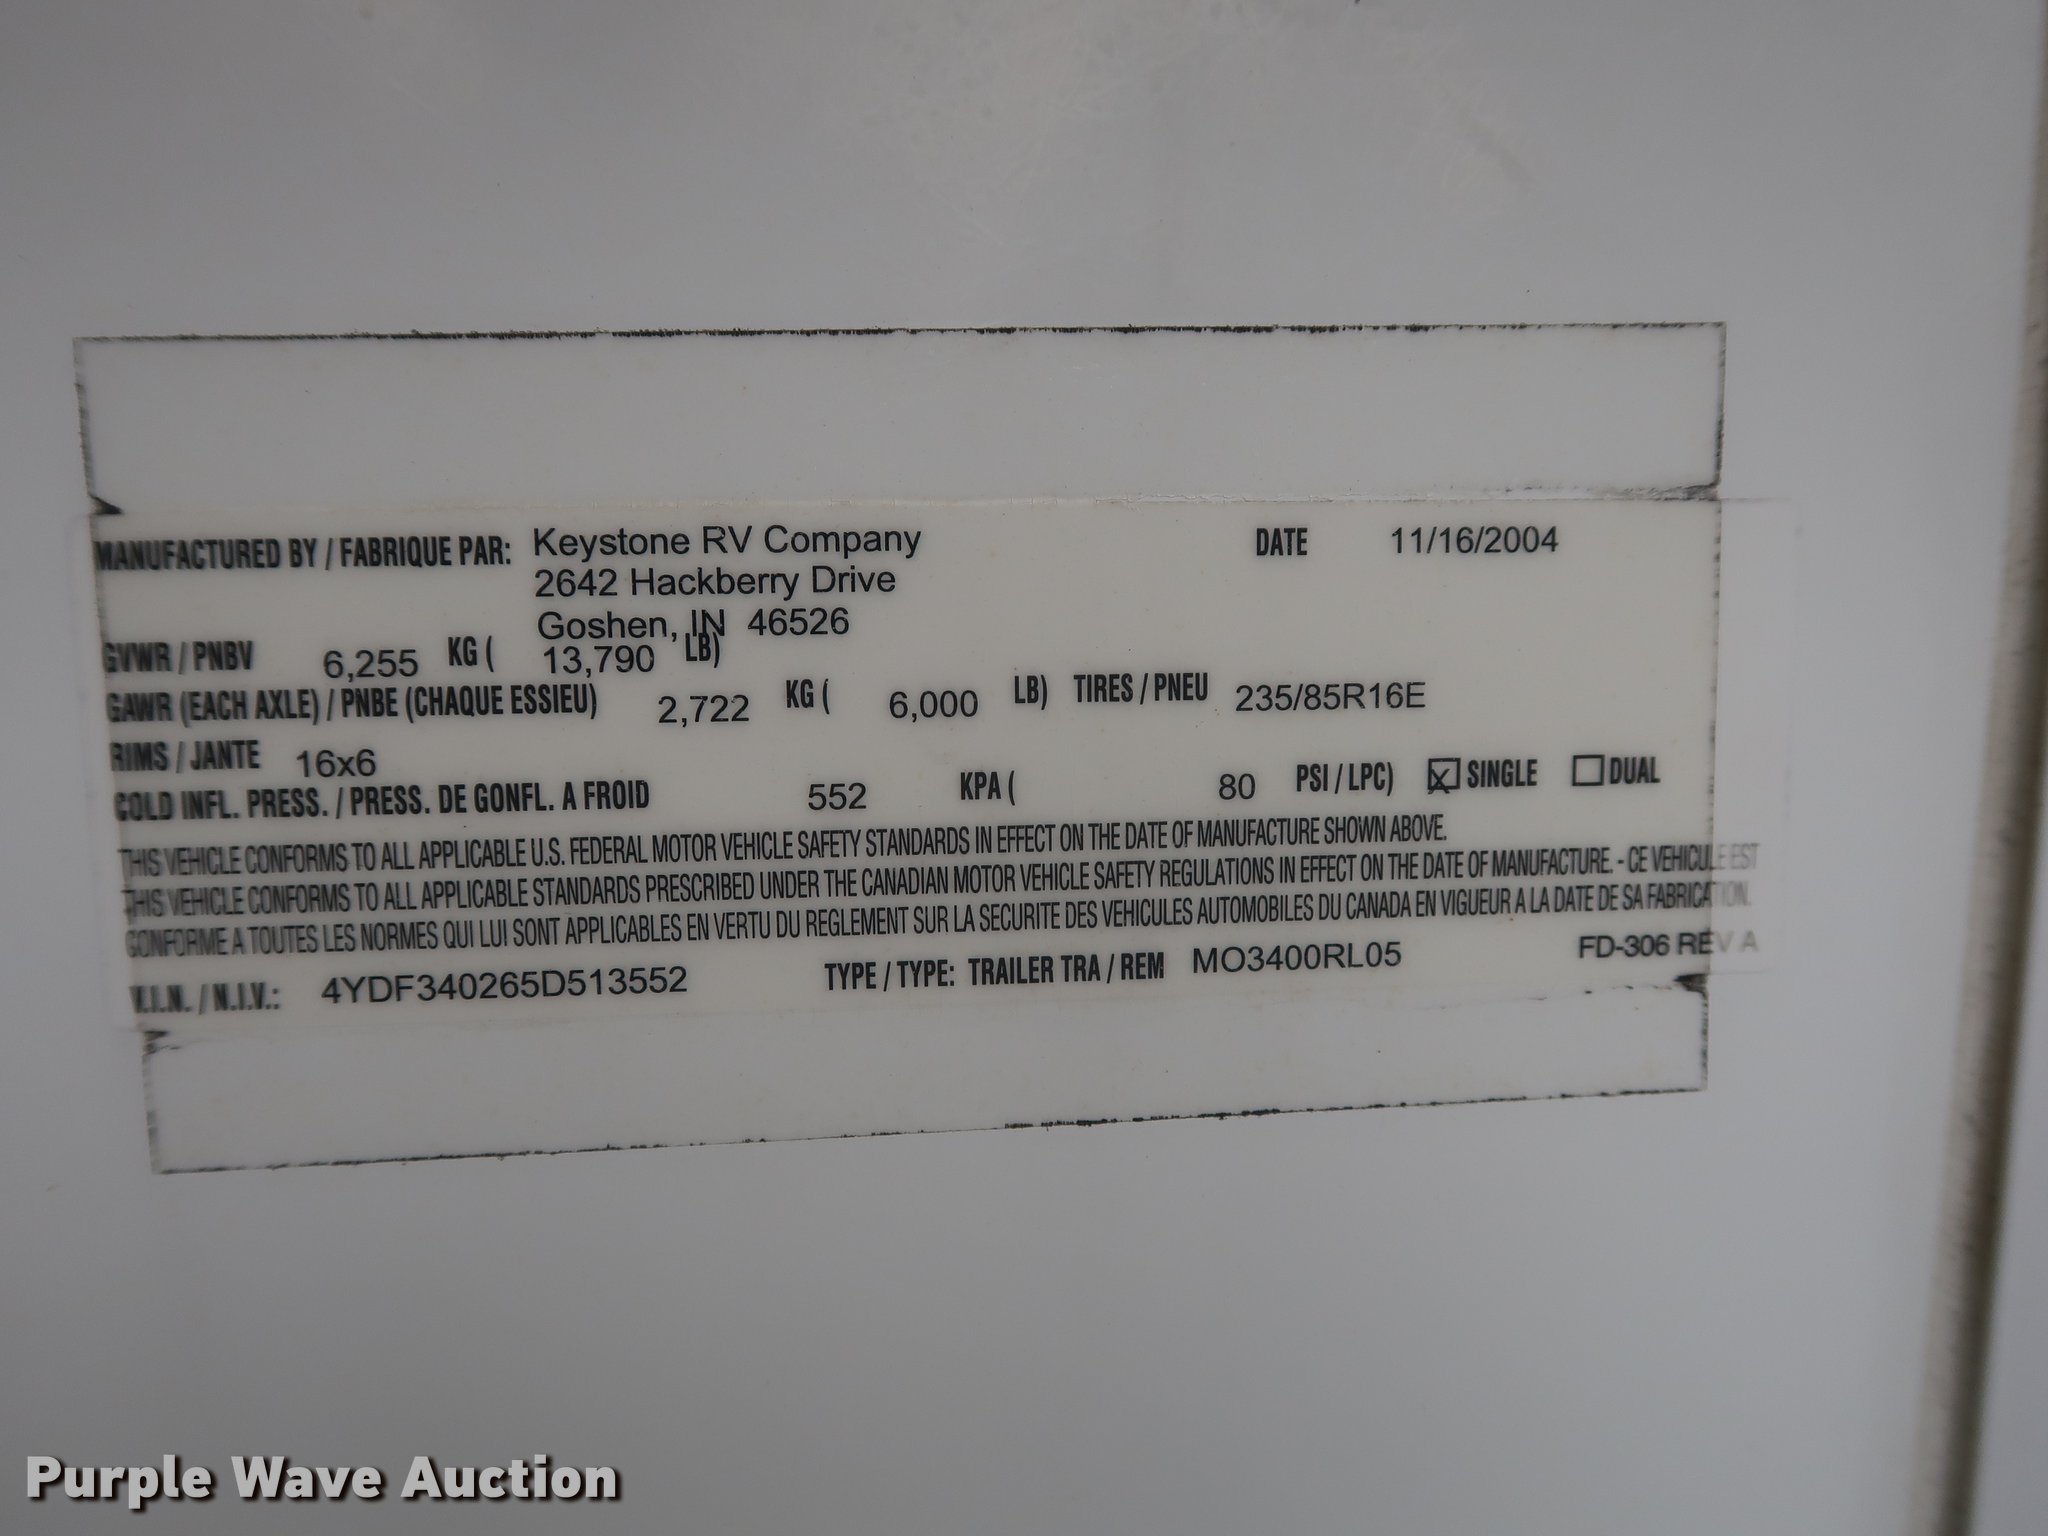 MANUFACTURED BY / FABRIQUE PAR: Keystone RV Company DATE 11/16/2004
2642 Hackberry Drive
Goshen, IN 46526
GVWR / PNBV 6,255 KG ( 13,790 LB)
GAWR (EACH AXLE) / PNBE (CHAQUE ESSIEU) 2,722 KG ( 6,000 LB) TIRES / PNEU 235/85R16E
RIMS / JANTE 16x6
COLD INFL. PRESS. / PRESS. DE GONFL. A FROID 552 KPA ( 80 PSI / LPC) SINGLE DUAL
THIS VEHICLE CONFORMS TO ALL APPLICABLE U.S. FEDERAL MOTOR VEHICLE SAFETY STANDARDS IN EFFECT ON THE DATE OF MANUFACTURE SHOWN ABOVE.
THIS VEHICLE CONFORMS TO ALL APPLICABLE STANDARDS PRESCRIBED UNDER THE CANADIAN MOTOR VEHICLE SAFETY REGULATIONS IN EFFECT ON THE DATE OF MANUFACTURE. - CE VEHICULE EST
CONFORME A TOUTES LES NORMES QUI LUI SONT APPLICABLES EN VERTU DU REGLEMENT SUR LA SECURITE DES VEHICULES AUTOMOBILES DU CANADA EN VIGUEUR A LA DATE DE SA FABRICATION.
V.I.N. / N.I.V.: 4YDF340265D513552 TYPE / TYPE: TRAILER TRA / REM MO3400RL05 FD-306 REV A
Purple Wave Auction